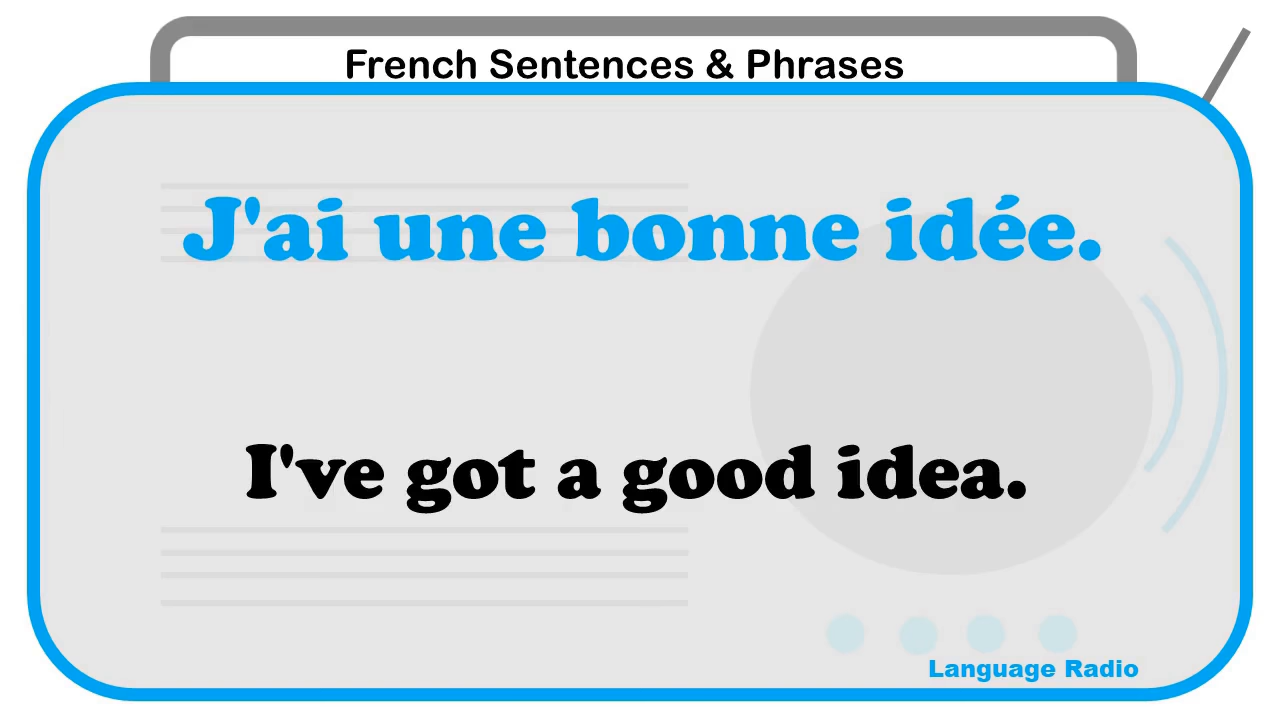 French Sentences & Phrases
J'ai une bonne idée.
I've got a good idea.
Language Radio